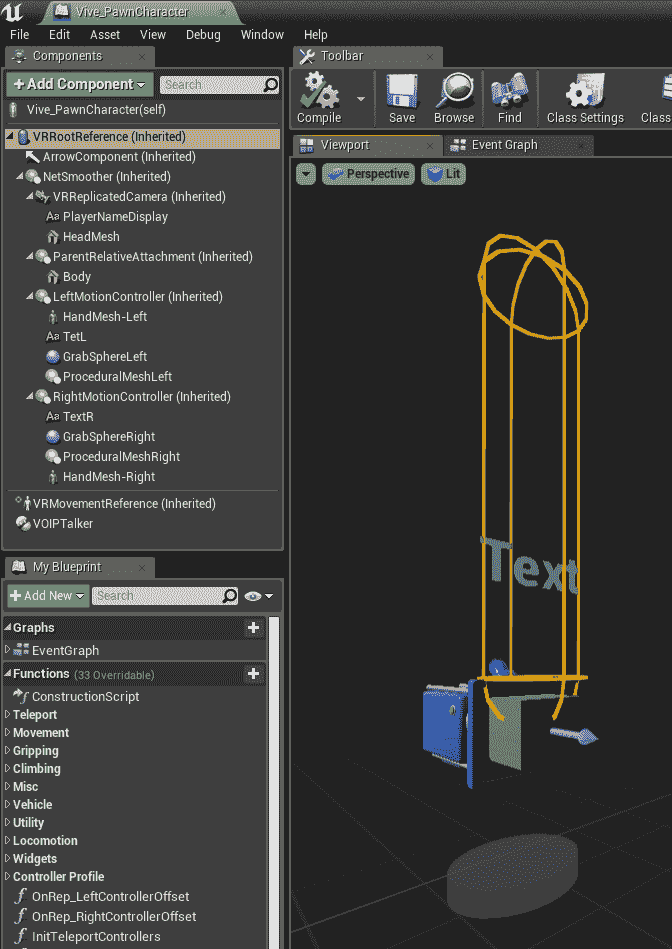 Vive_PawnCharacter
File Edit Asset View Debug Window Help
Components
Toolbar
+Add Component
Search
Compile Save Browse Find Class Settings Class
Vive_PawnCharacter(self)
VRRootReference (Inherited)
Viewport
Event Graph
ArrowComponent (Inherited)
NetSmoother (Inherited)
Perspective
Lit
VRReplicatedCamera (Inherited)
Aa PlayerNameDisplay
HeadMesh
ParentRelativeAttachment (Inherited)
Body
LeftMotionController (Inherited)
HandMesh-Left
Aa TetL
GrabSphereLeft
ProceduralMeshLeft
RightMotionController (Inherited)
Aa TextR
GrabSphereRight
ProceduralMeshRight
HandMesh-Right
VRMovementReference (Inherited)
VOIPTalker
Text
My Blueprint
+Add New
Search
Graphs
EventGraph
Functions (33 Overridable)
ConstructionScript
Teleport
Movement
Gripping
Climbing
Misc
Vehicle
Utility
Locomotion
Widgets
Controller Profile
f OnRep_LeftControllerOffset
f OnRep_RightControllerOffset
f InitTeleportControllers